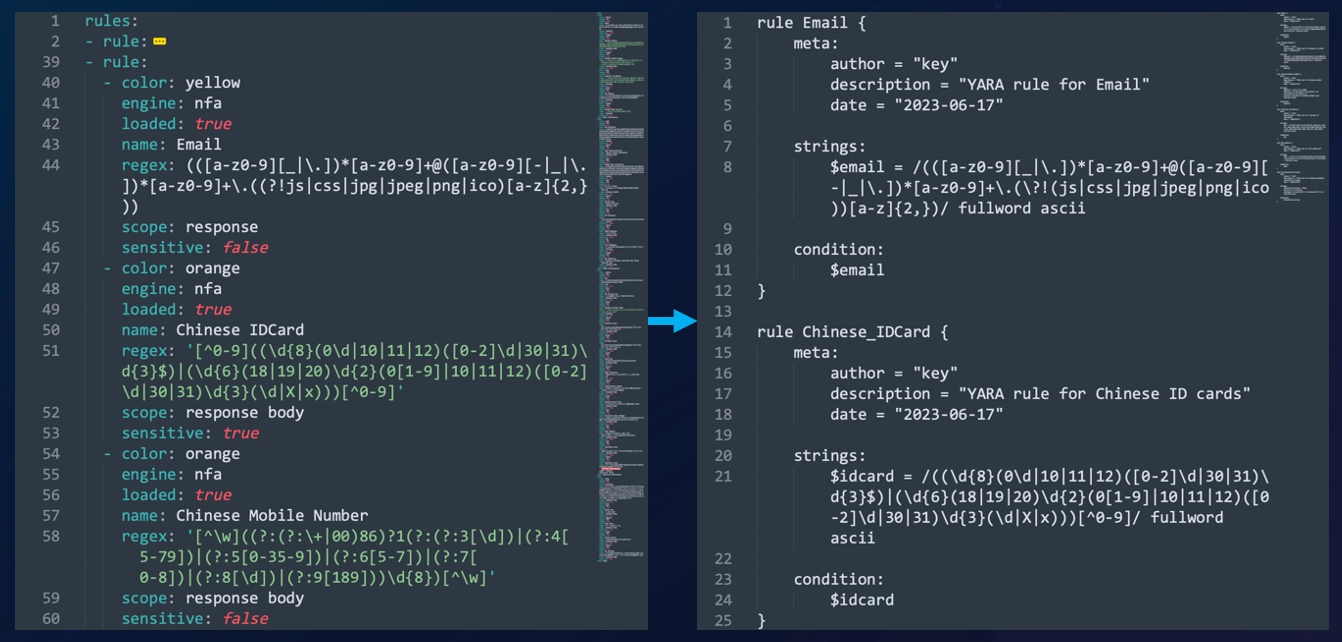 1 rules:
2 - rule:
39 - rule:
40 - color: yellow
41 engine: nfa
42 loaded: true
43 name: Email
44 regex: (([a-z0-9][_|\.])*[a-z0-9]+@([a-z0-9][-|_|\.
])*[a-z0-9]+\.((?!js|css|jpg|jpeg|png|ico)[a-z]{2,}
))
45 scope: response
46 sensitive: false
47 - color: orange
48 engine: nfa
49 loaded: true
50 name: Chinese IDCard
51 regex: '[^0-9]((\d{8}(0\d|10|11|12)([0-2]\d|30|31)\
d{3}$)|(\d{6}(18|19|20)\d{2}(0[1-9]|10|11|12)([0-2]
\d|30|31)\d{3}(\d|X|x)))[^0-9]'
52 scope: response body
53 sensitive: true
54 - color: orange
55 engine: nfa
56 loaded: true
57 name: Chinese Mobile Number
58 regex: '[^\w]((?:(?:\+|00)86)?1(?:(?:3[\d])|(?:4[
5-79])|(?:5[0-35-9])|(?:6[5-7])|(?:7[
0-8])|(?:8[\d])|(?:9[189]))\d{8})[^\w]'
59 scope: response body
60 sensitive: false
1 rule Email {
2 meta:
3 author = "key"
4 description = "YARA rule for Email"
5 date = "2023-06-17"
6
7 strings:
8 $email = /(([a-z0-9][_|\.])*[a-z0-9]+@([a-z0-9][
-|_|\.])*[a-z0-9]+\.(\?!(js|css|jpg|jpeg|png|ico
))[a-z]{2,})/ fullword ascii
9
10 condition:
11 $email
12 }
13
14 rule Chinese_IDCard {
15 meta:
16 author = "key"
17 description = "YARA rule for Chinese ID cards"
18 date = "2023-06-17"
19
20 strings:
21 $idcard = /((\d{8}(0\d|10|11|12)([0-2]\d|30|31)\
d{3}$)|(\d{6}(18|19|20)\d{2}(0[1-9]|10|11|12)([0
-2]\d|30|31)\d{3}(\d|X|x)))[^0-9]/ fullword
ascii
22
23 condition:
24 $idcard
25 }